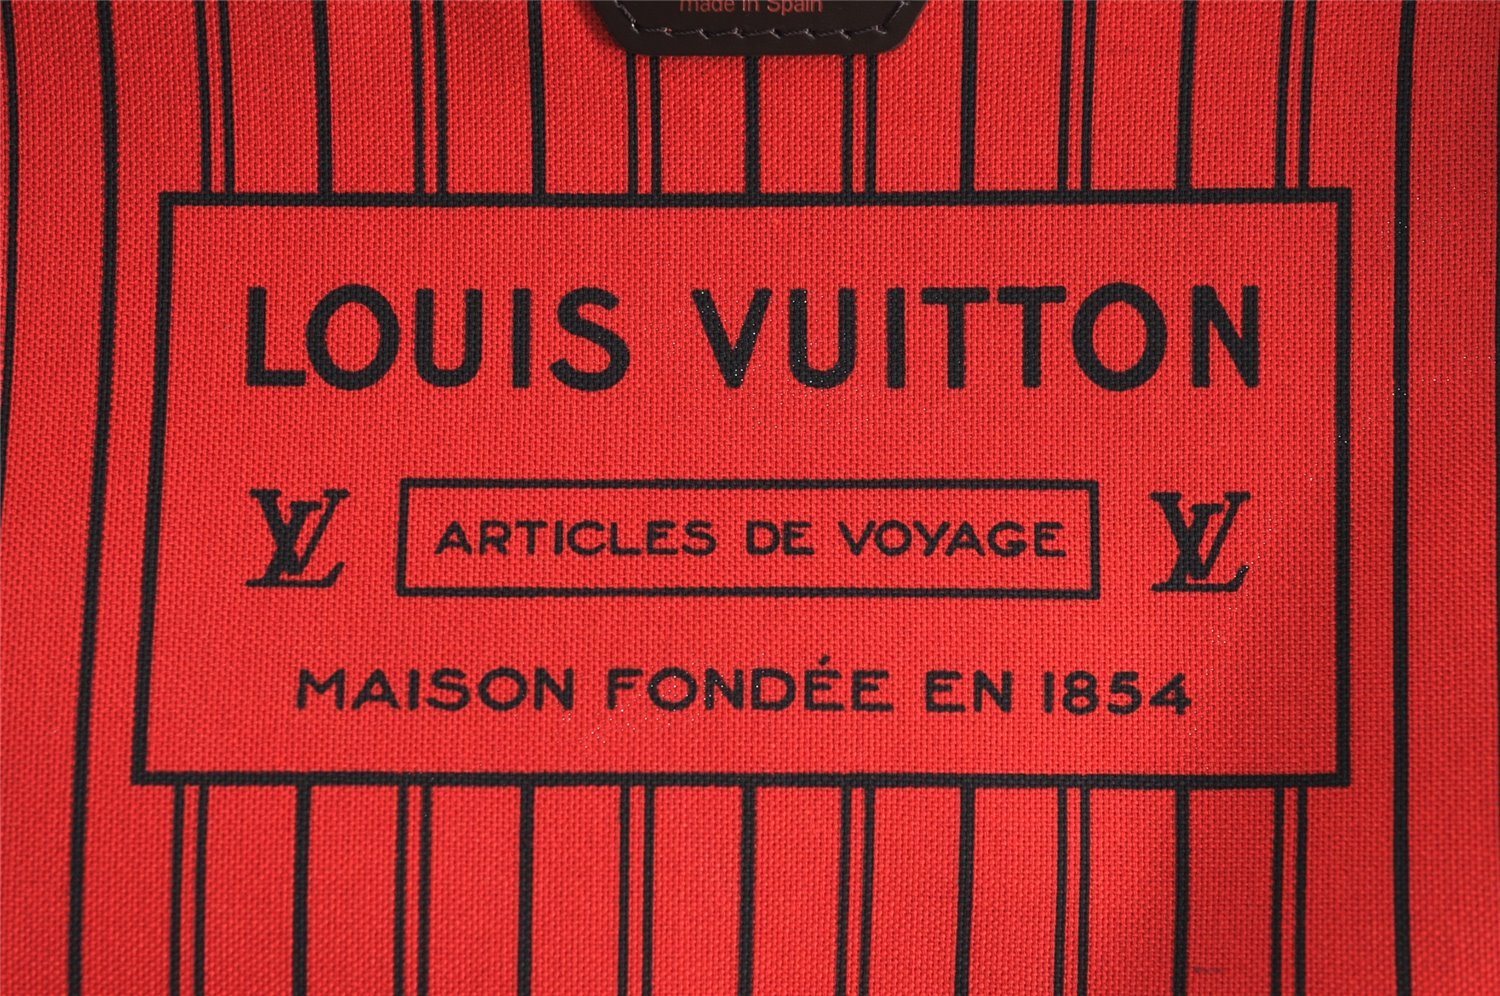 made in Spain
LOUIS VUITTON
LV ARTICLES DE VOYAGE LV
MAISON FONDÉE EN 1854